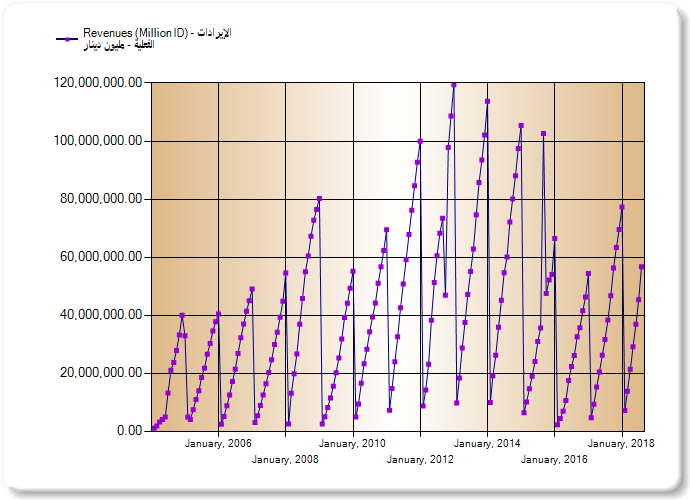 Revenues (Million ID) - الإيرادات
الفعلية - مليون دينار
120,000,000.00
100,000,000.00
80,000,000.00
60,000,000.00
40,000,000.00
20,000,000.00
0.00
January, 2006
January, 2008
January, 2010
January, 2012
January, 2014
January, 2016
January, 2018